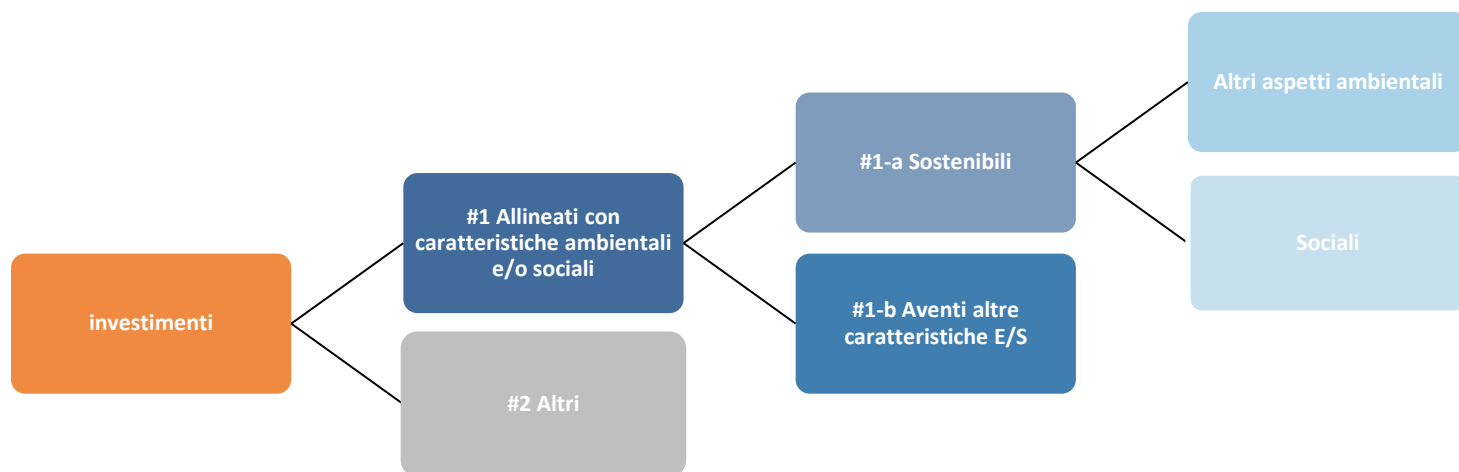 investimenti
#1 Allineati con
caratteristiche ambientali
e/o sociali
#2 Altri
#1-a Sostenibili
#1-b Aventi altre
caratteristiche E/S
Altri aspetti ambientali
Sociali